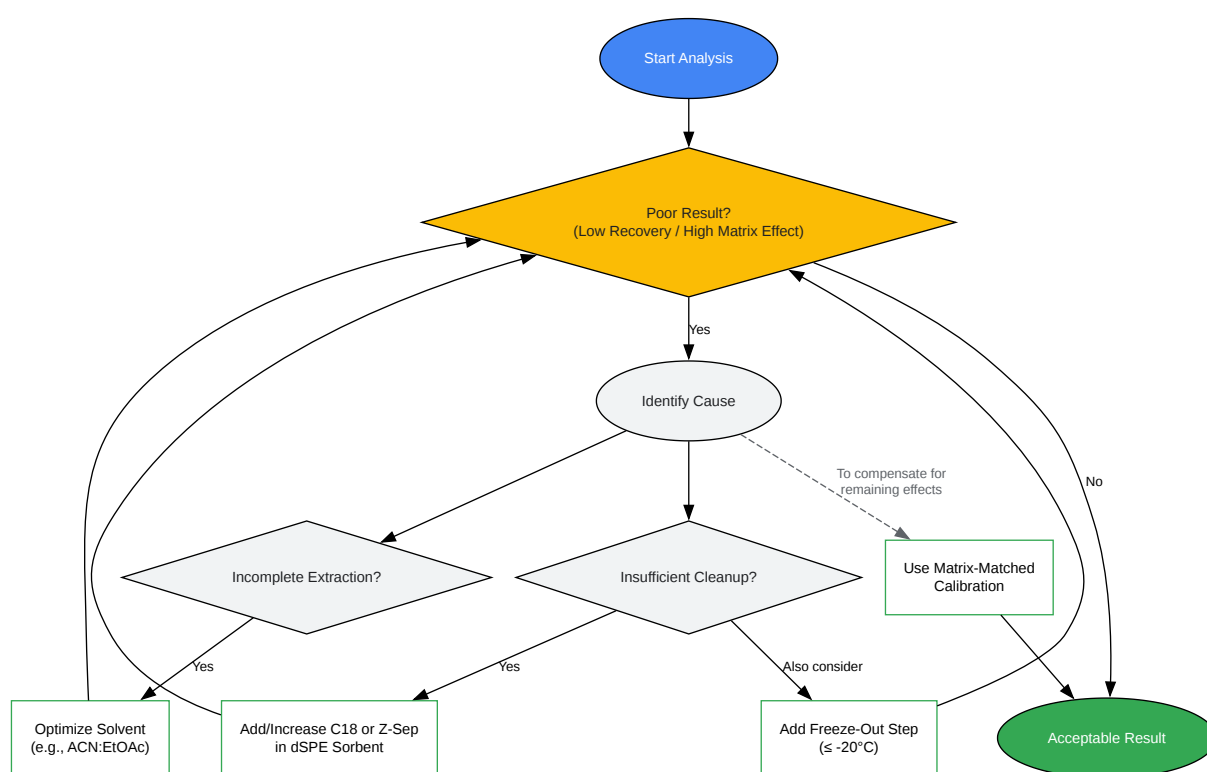 Start Analysis
Poor Result?
(Low Recovery / High Matrix Effect)
Yes
Identify Cause
To compensate for
remaining effects
No
Incomplete Extraction?
Insufficient Cleanup?
Use Matrix-Matched
Calibration
Yes
Yes
Also consider
Optimize Solvent
(e.g., ACN:EtOAc)
Add/Increase C18 or Z-Sep
in dSPE Sorbent
Add Freeze-Out Step
(≤ -20°C)
Acceptable Result